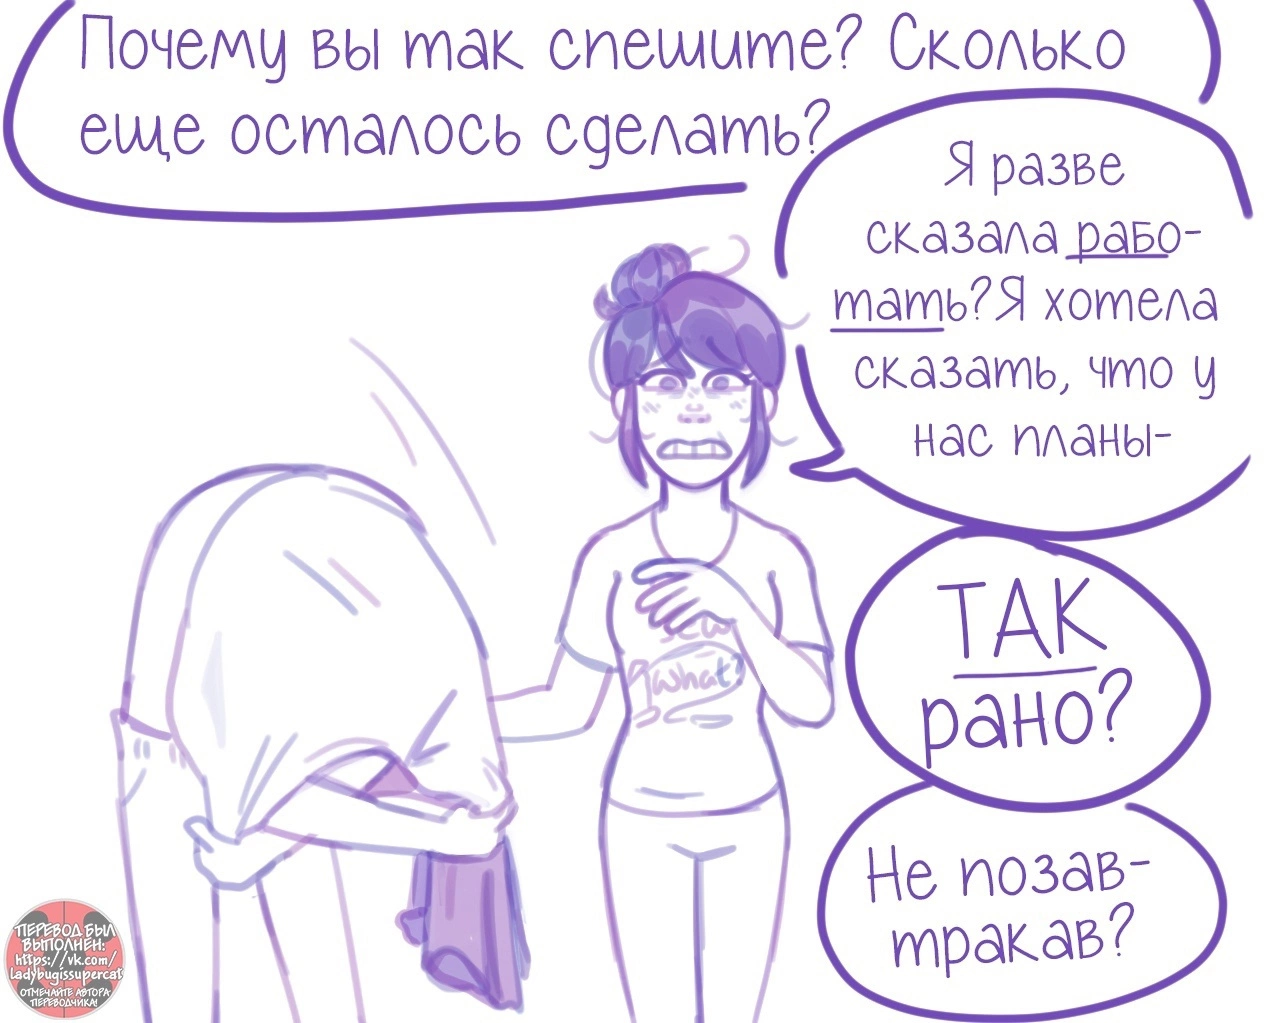 Почему вы так спешите? Сколько
еще осталось сделать?
Я разве
сказала рабо-
тать? Я хотела
сказать, что у
нас планы-
ТАК
рано?
Не позав-
тракав?
sew
what?
ПЕРЕВОД БЫЛ
ВЫПОЛНЕН:
https://vk.com/
ladybugissupercat
ОТМЕЧАЙТЕ АВТОРА
ПЕРЕВОДЧИКА!